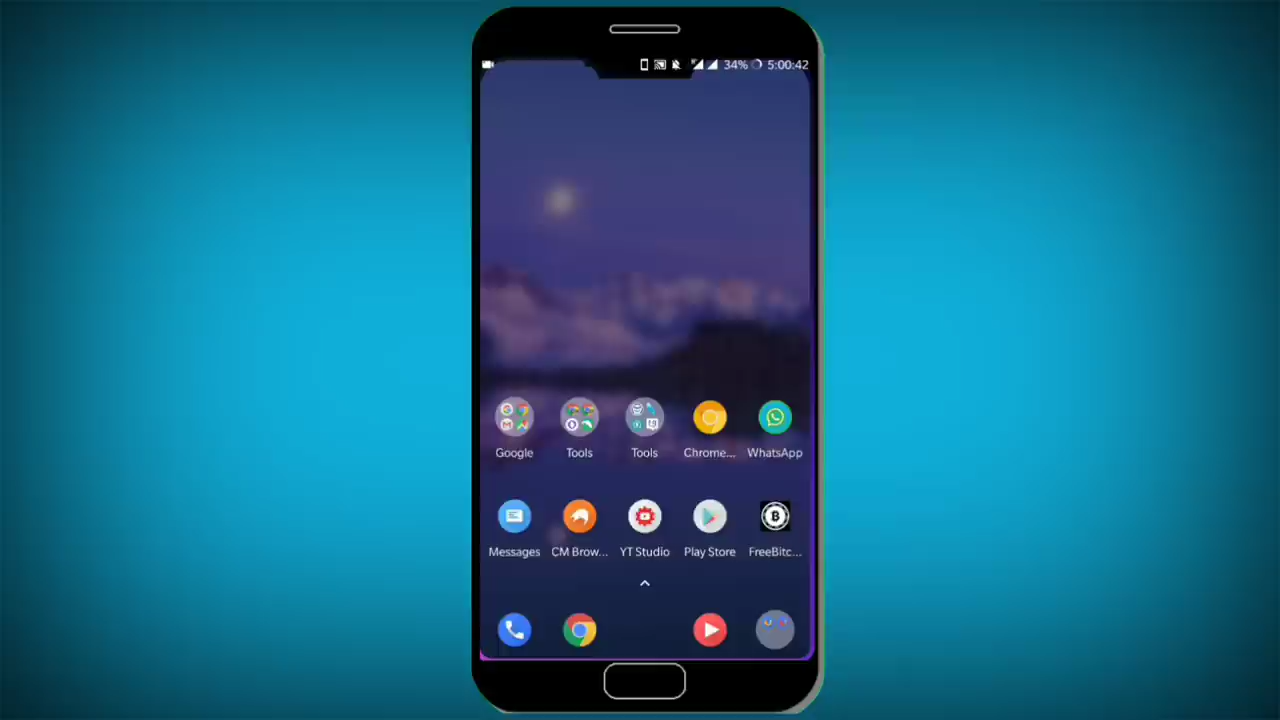 34% 5:00:42
Google Tools Tools Chrome... WhatsApp
Messages CM Brow... YT Studio Play Store FreeBitc...